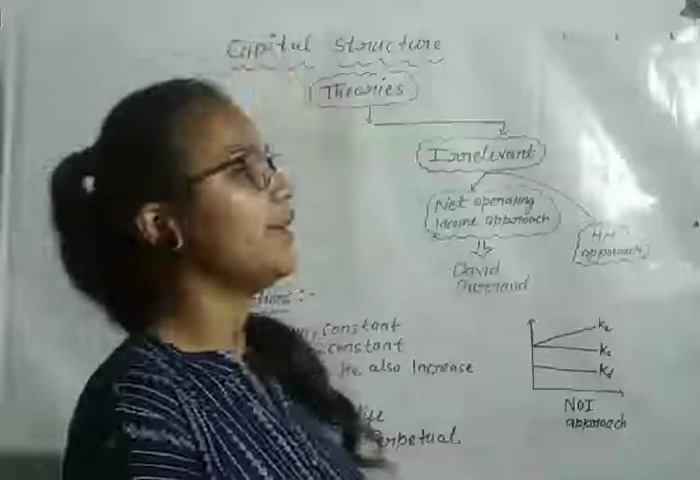 Capital Structure
Theories
Irrelevant
Net operating
Income approach
MM
approach
David
Durand
constant
constant
Ke also Increase
life
Perpetual
Ke
Ko
Kd
NOI
approach